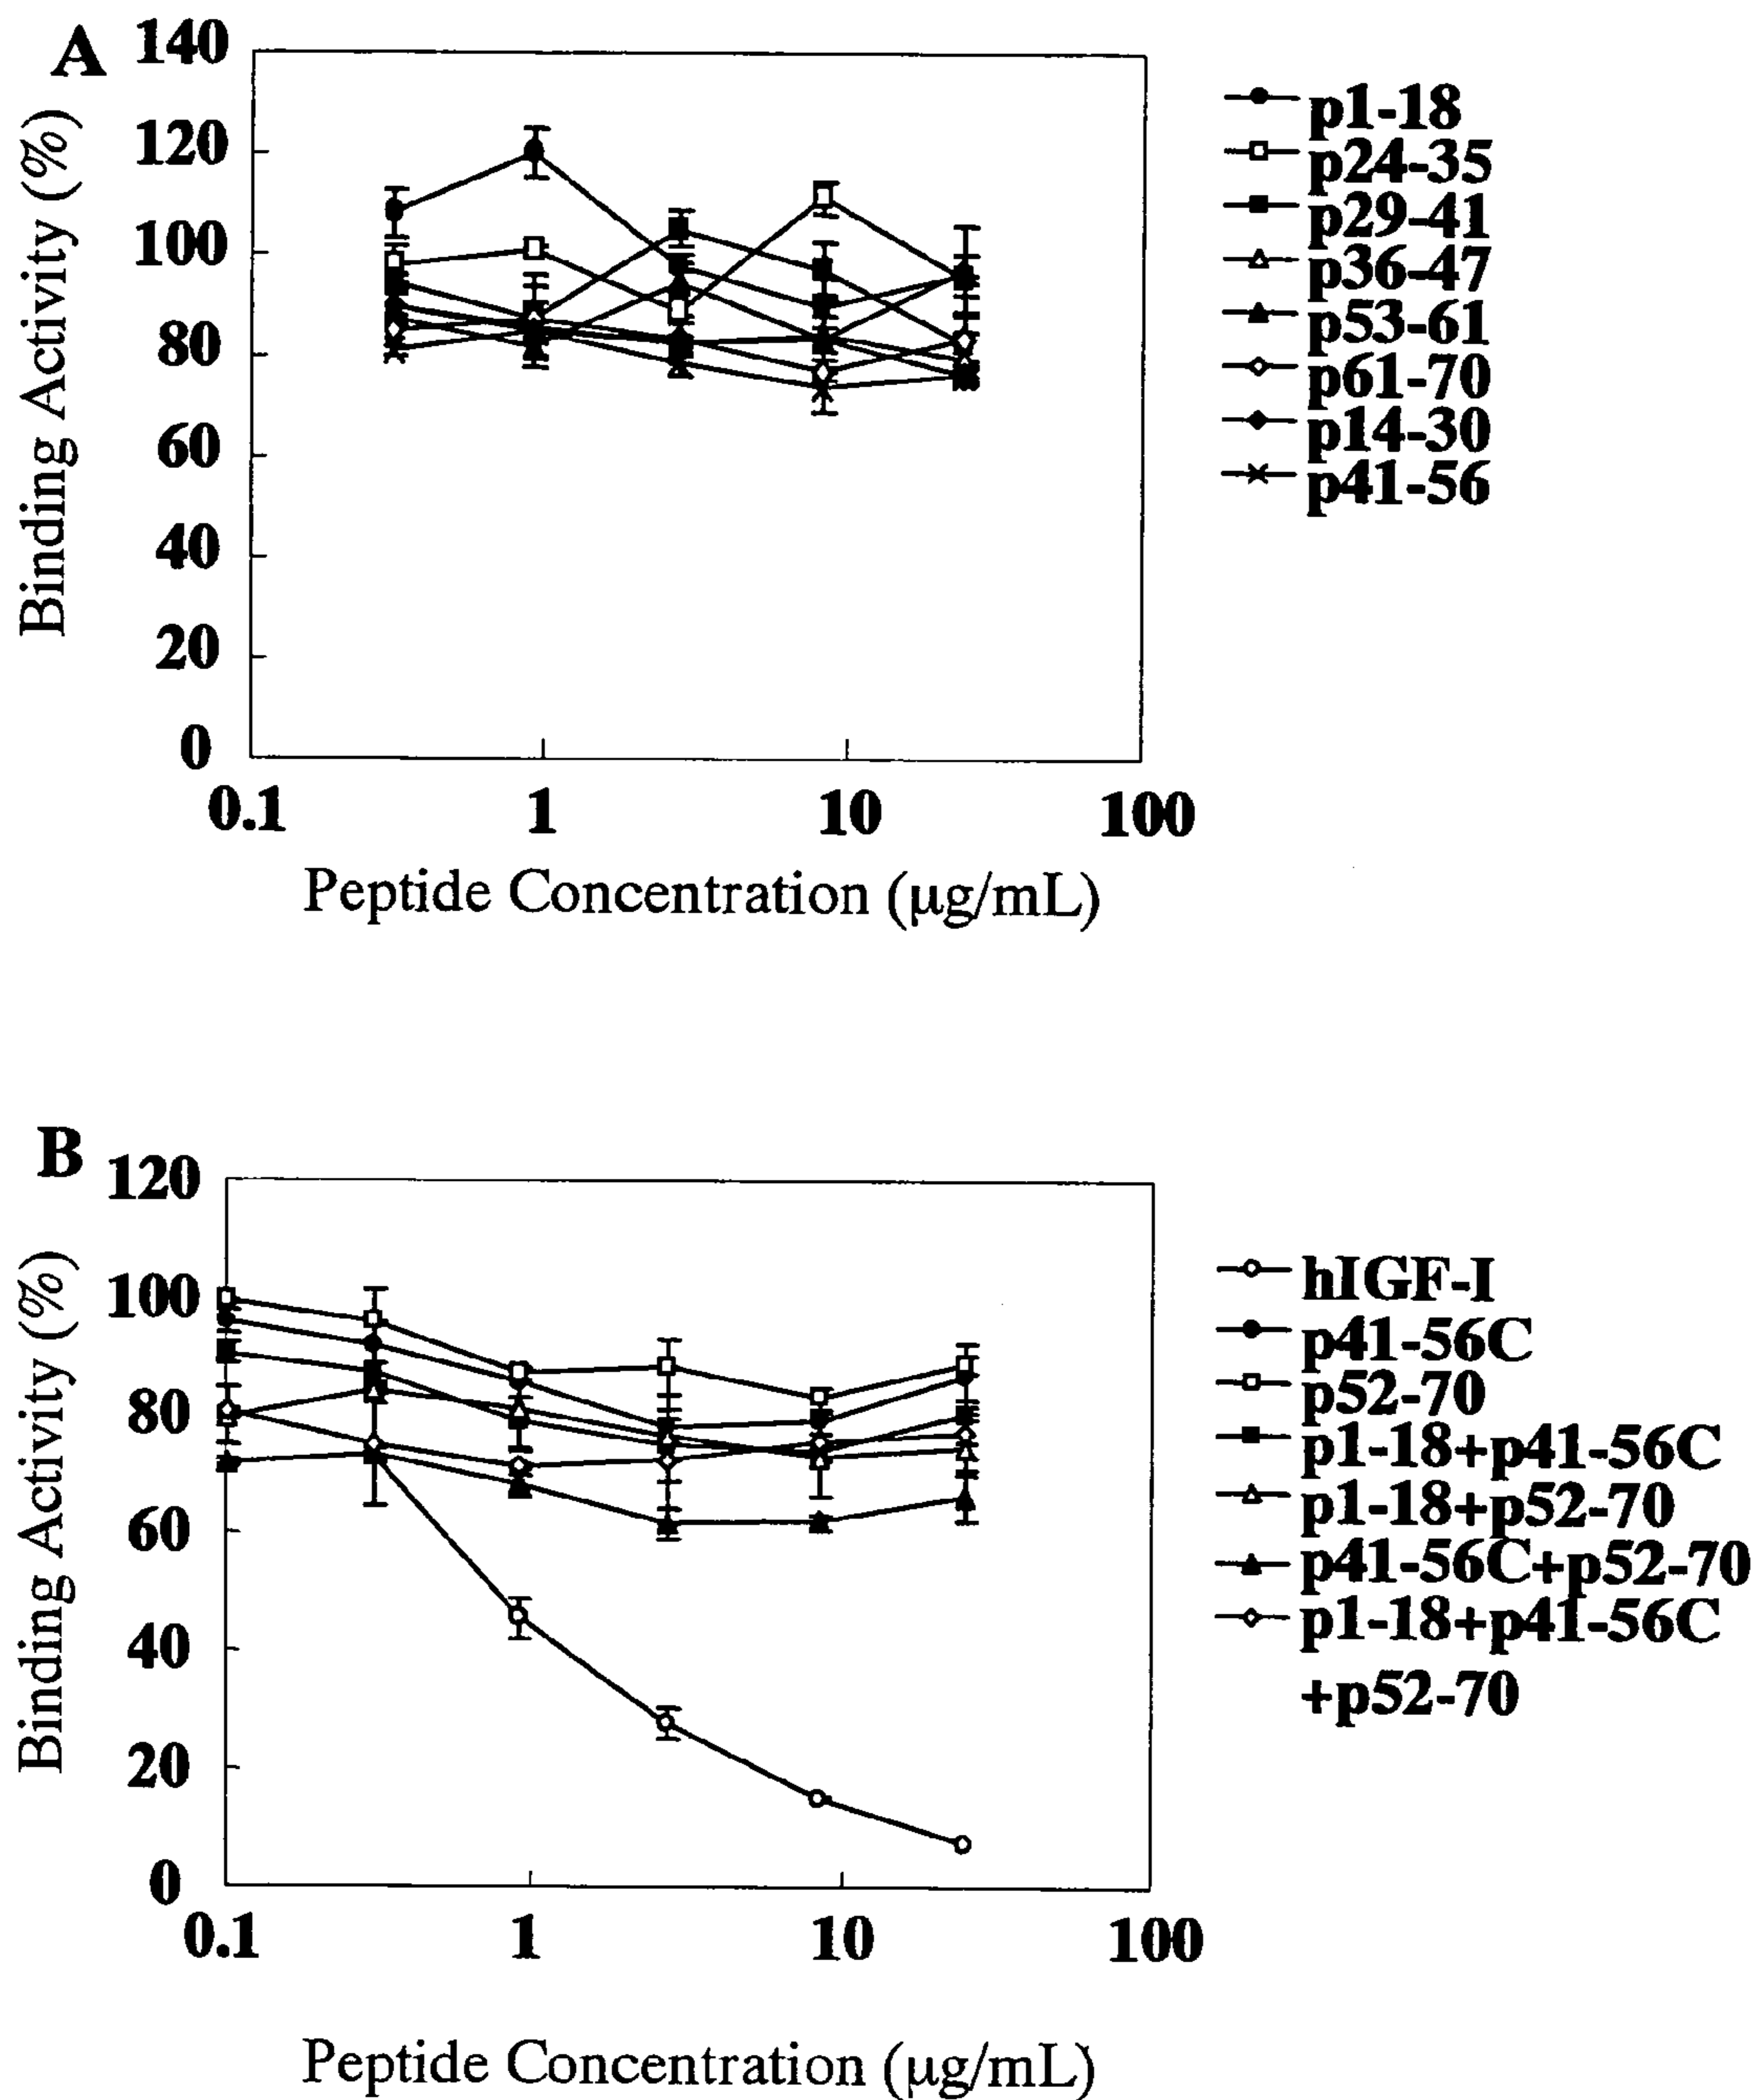 A
140
120
100
80
60
40
20
0
Binding Activity (%)
0.1 1 10 100
Peptide Concentration (μg/mL)
p1-18
p24-35
p29-41
p36-47
p53-61
p61-70
p14-30
p41-56
B
120
100
80
60
40
20
0
Binding Activity (%)
0.1 1 10 100
Peptide Concentration (μg/mL)
hIGF-I
p41-56C
p52-70
p1-18+p41-56C
p1-18+p52-70
p41-56C+p52-70
p1-18+p41-56C
+p52-70